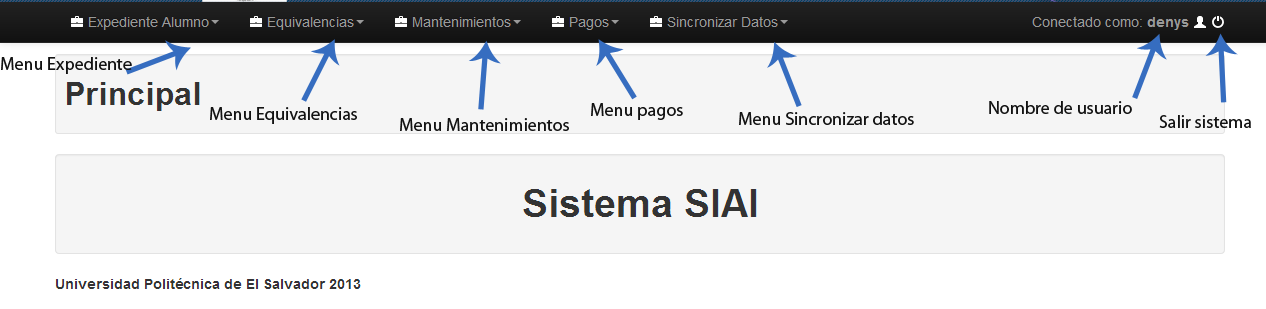 Expediente Alumno Equivalencias Mantenimientos Pagos Sincronizar Datos Conectado como: denys
Menu Expediente
Principal
Menu Equivalencias
Menu Mantenimientos
Menu pagos
Menu Sincronizar datos
Nombre de usuario
Salir sistema
Sistema SIAI
Universidad Politécnica de El Salvador 2013